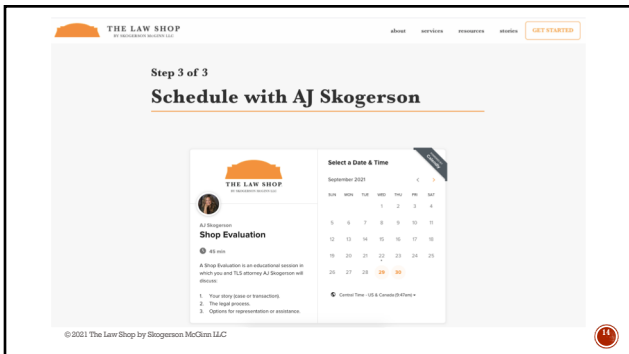 THE LAW SHOP
BY SKOGERSON MCGINN LLC
about services resources stories GET STARTED
Step 3 of 3
Schedule with AJ Skogerson
THE LAW SHOP
BY SKOGERSON MCGINN LLC
AJ Skogerson
Shop Evaluation
45 min
A Shop Evaluation is an educational session in
which you and TLS attorney AJ Skogerson will
discuss:
1. Your story (case or transaction).
2. The legal process.
3. Options for representation or assistance.
Select a Date & Time
POWERED BY
Calendly
September 2021 < >
SUN MON TUE WED THU FRI SAT
1 2 3 4
5 6 7 8 9 10 11
12 13 14 15 16 17 18
19 20 21 22 23 24 25
26 27 28 29 30
Central Time - US & Canada (9:47am)
© 2021 The Law Shop by Skogerson McGinn LLC
14